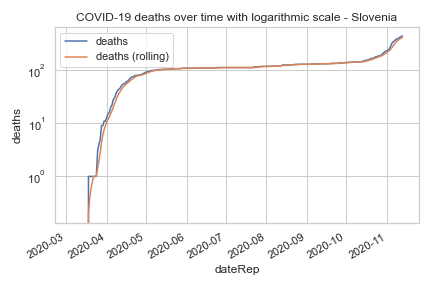 COVID-19 deaths over time with logarithmic scale - Slovenia
deaths
deaths (rolling)
10²
10¹
10⁰
deaths
2020-03
2020-04
2020-05
2020-06
2020-07
2020-08
2020-09
2020-10
2020-11
dateRep